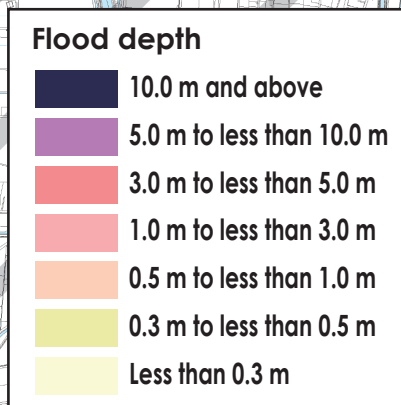 Flood depth
10.0 m and above
5.0 m to less than 10.0 m
3.0 m to less than 5.0 m
1.0 m to less than 3.0 m
0.5 m to less than 1.0 m
0.3 m to less than 0.5 m
Less than 0.3 m